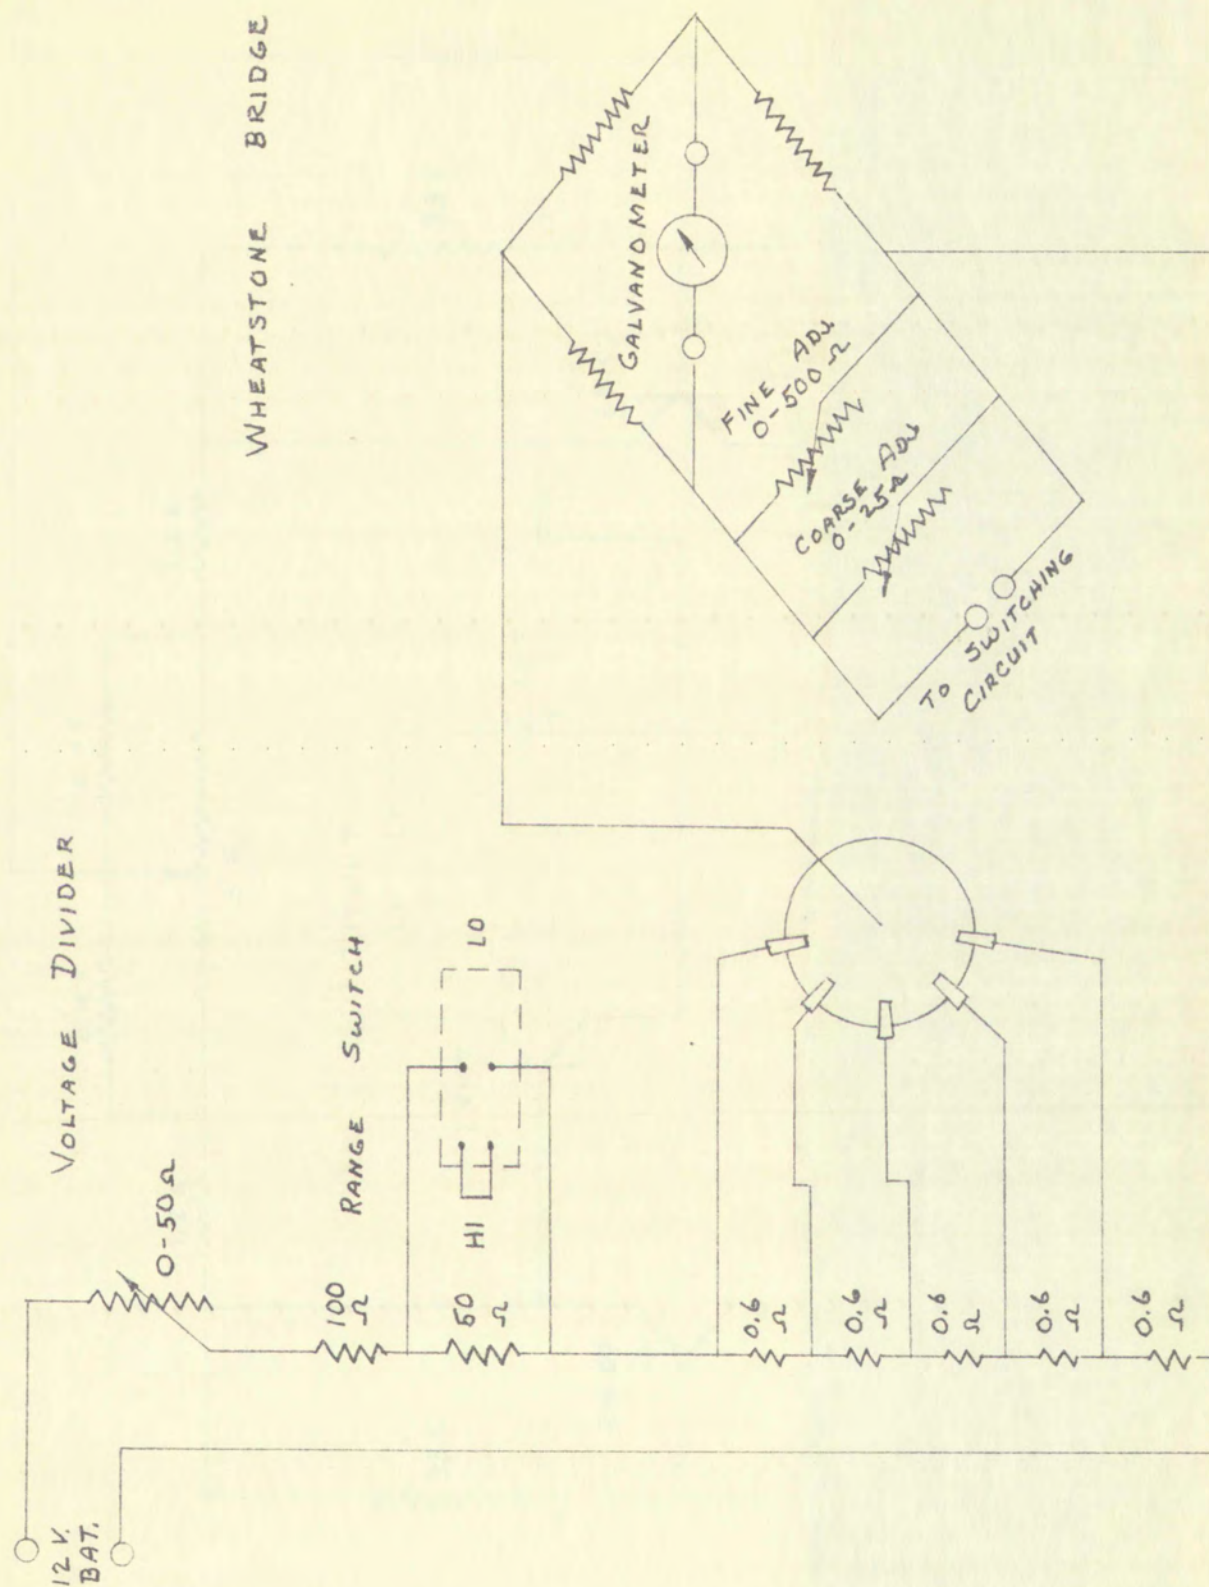 WHEATSTONE BRIDGE
GALVANOMETER
FINE ADJ
0-500 Ω
COARSE ADJ
0-25 Ω
TO SWITCHING
CIRCUIT
VOLTAGE DIVIDER
0-50 Ω
RANGE SWITCH
LO
HI
100
Ω
50
Ω
0.6
Ω
0.6
Ω
0.6
Ω
0.6
Ω
0.6
Ω
12 V.
BAT.